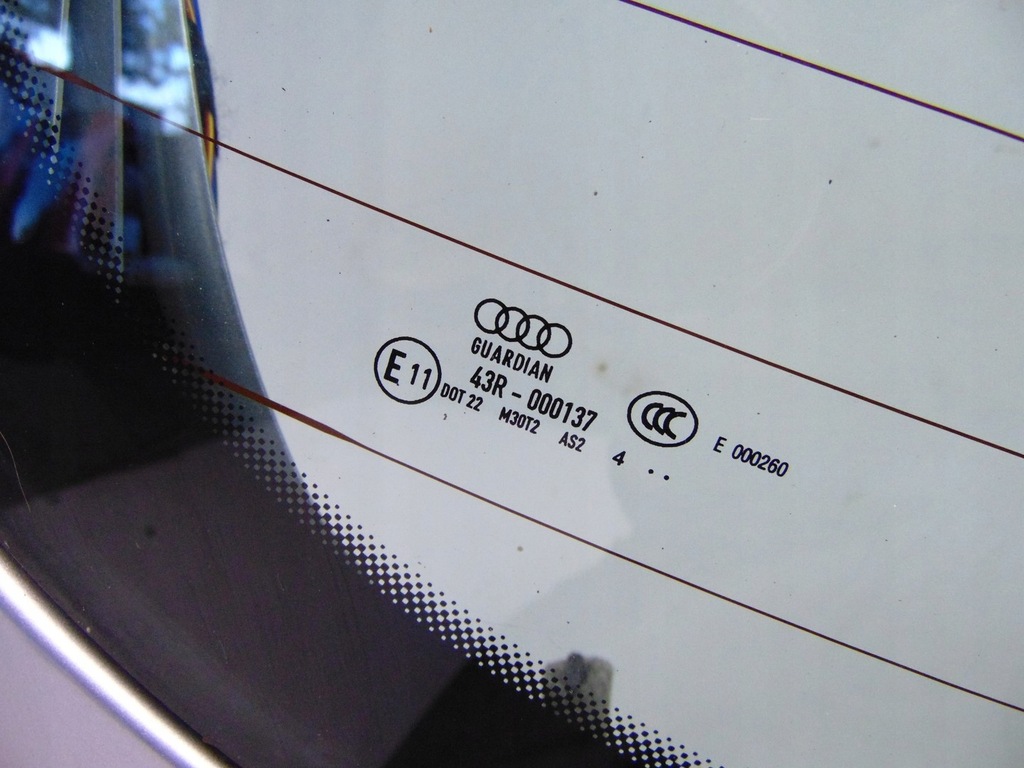 GUARDIAN
E 11
43R - 000137
DOT 22 M30T2 AS2 4 ..
CCC
E 000260